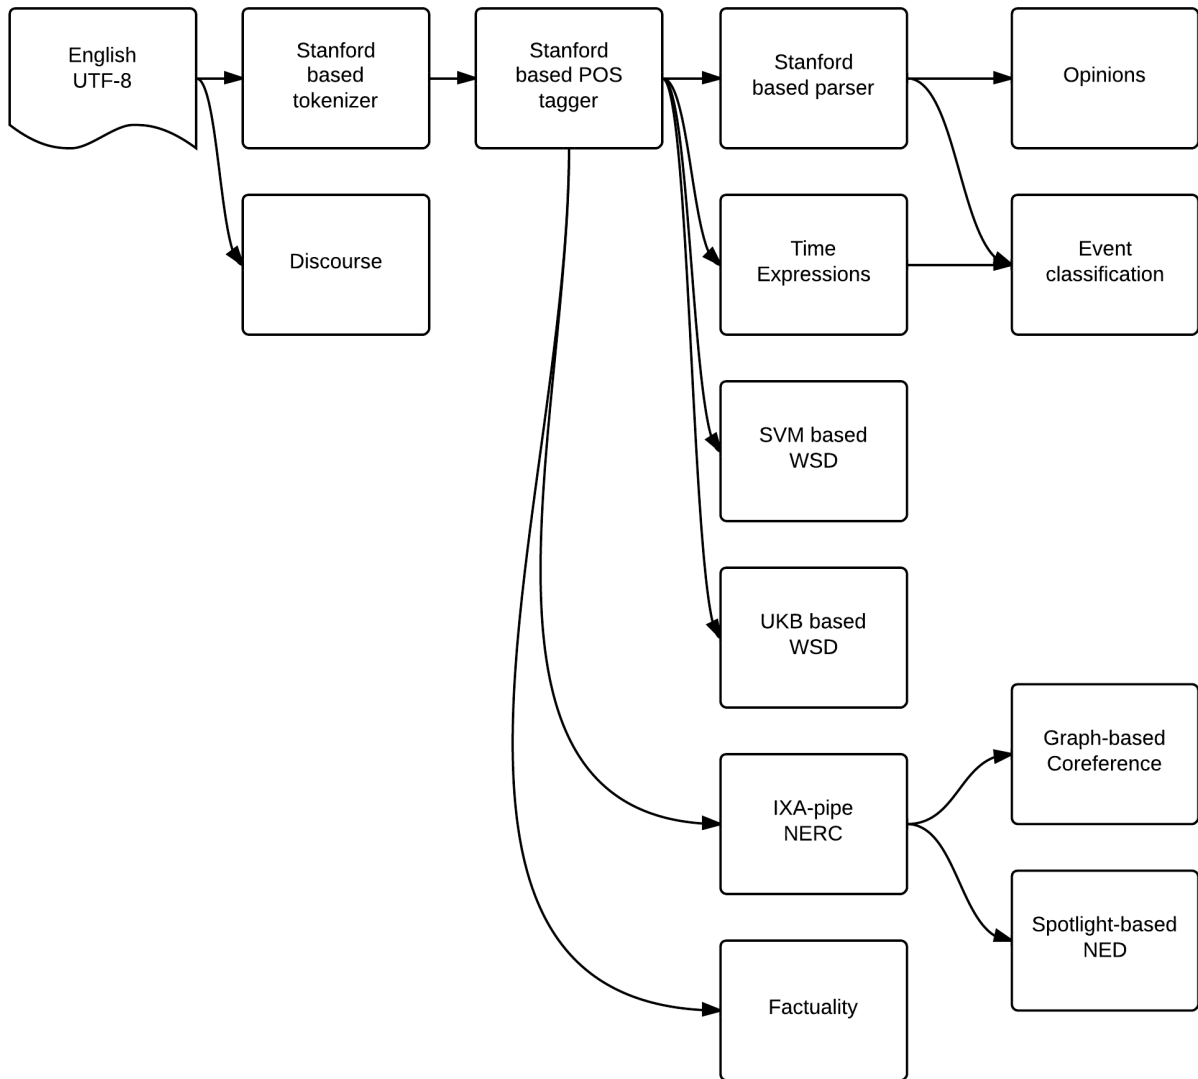 English
UTF-8
Stanford
based
tokenizer
Stanford
based POS
tagger
Stanford
based parser
Opinions
Discourse
Time
Expressions
Event
classification
SVM based
WSD
UKB based
WSD
Graph-based
Coreference
IXA-pipe
NERC
Spotlight-based
NED
Factuality